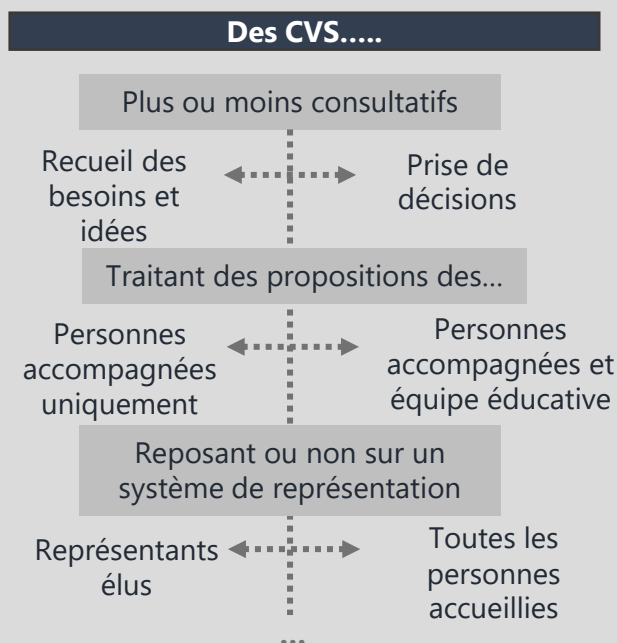 Des CVS.....
Plus ou moins consultatifs
Recueil des
besoins et
idées
Prise de
décisions
Traitant des propositions des...
Personnes
accompagnées
uniquement
Personnes
accompagnées et
équipe éducative
Reposant ou non sur un
système de représentation
Représentants
élus
Toutes les
personnes
accueillies
...